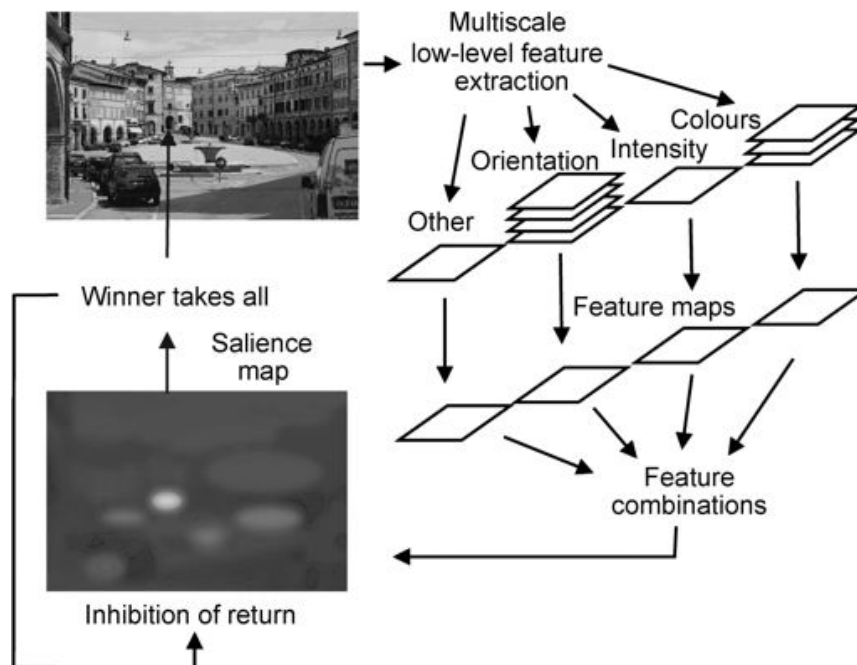 Multiscale
low-level feature
extraction
Colours
Intensity
Orientation
Other
Feature maps
Winner takes all
Salience
map
Feature
combinations
Inhibition of return